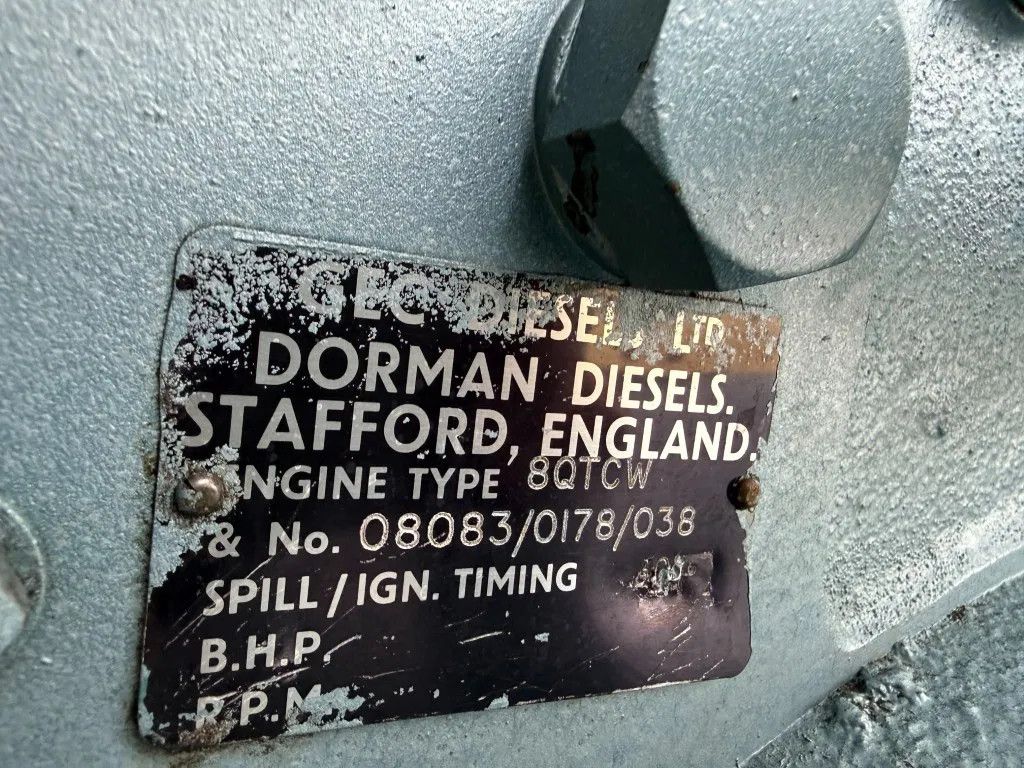 GEC DIESELS LTD
DORMAN DIESELS.
STAFFORD, ENGLAND.
ENGINE TYPE 8QTCW
& No. 08083/0178/038
SPILL/IGN. TIMING
B.H.P.
R.P.M.